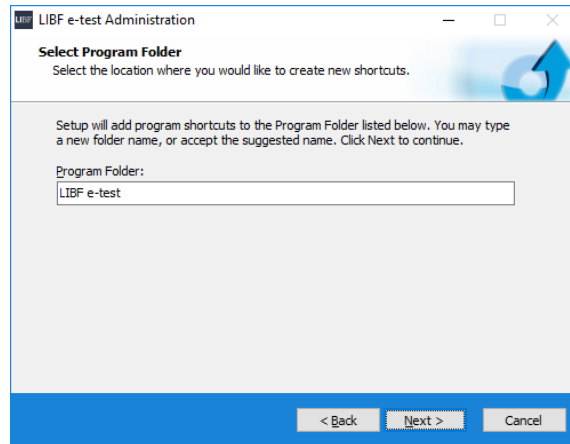 LIBF LIBF e-test Administration
Select Program Folder
Select the location where you would like to create new shortcuts.
Setup will add program shortcuts to the Program Folder listed below. You may type
a new folder name, or accept the suggested name. Click Next to continue.
Program Folder:
LIBF e-test
< Back Next > Cancel